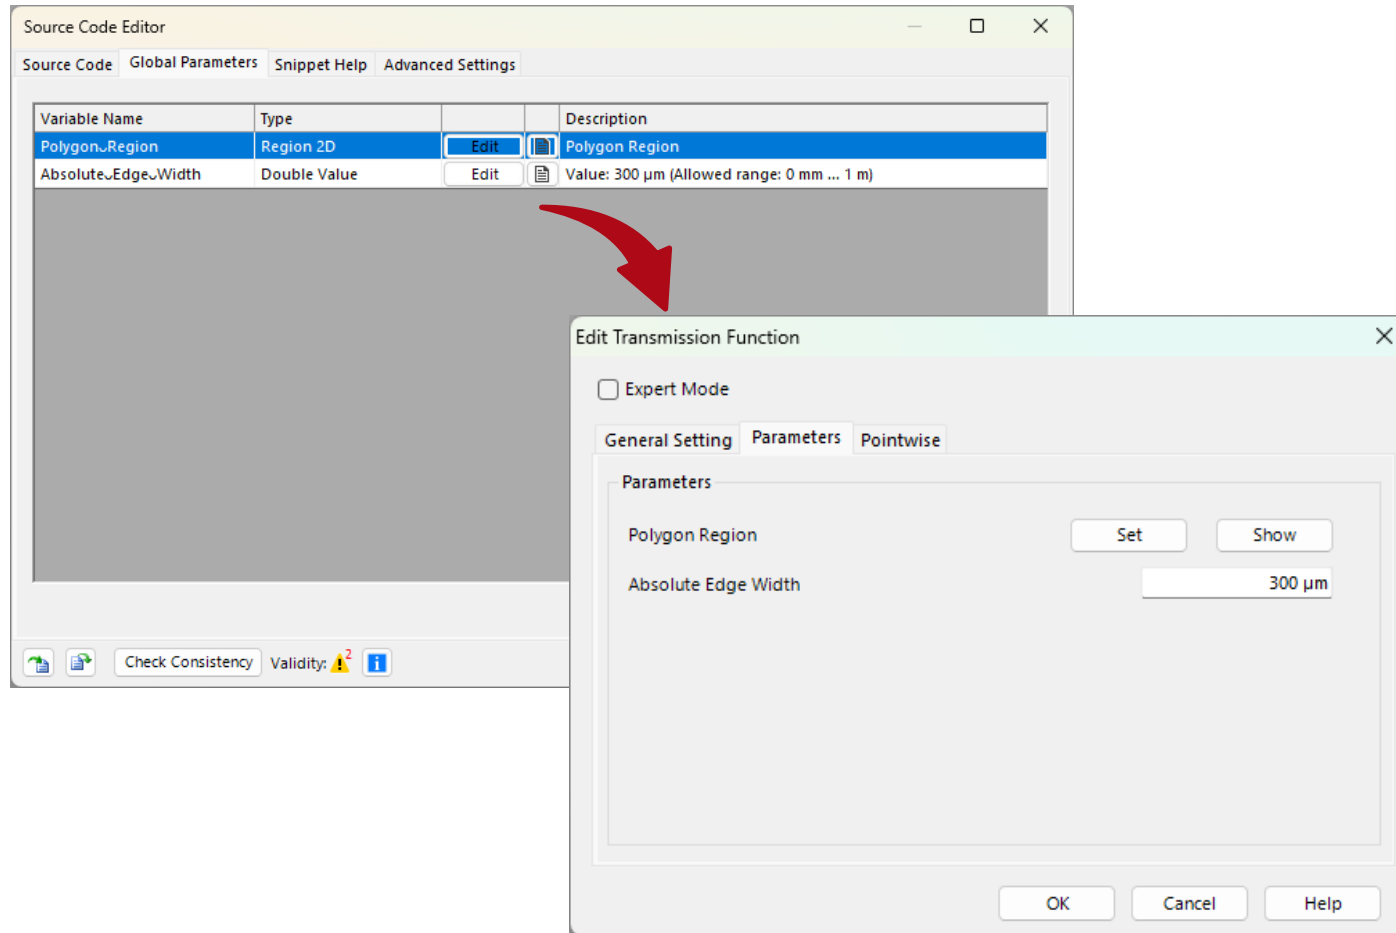 Source Code Editor
Source Code Global Parameters Snippet Help Advanced Settings
Variable Name Type Description
Polygon⌣Region Region 2D Edit Polygon Region
Absolute⌣Edge⌣Width Double Value Edit Value: 300 µm (Allowed range: 0 mm ... 1 m)
Check Consistency Validity: 2
Edit Transmission Function
Expert Mode
General Setting Parameters Pointwise
Parameters
Polygon Region Set Show
Absolute Edge Width 300 µm
OK Cancel Help